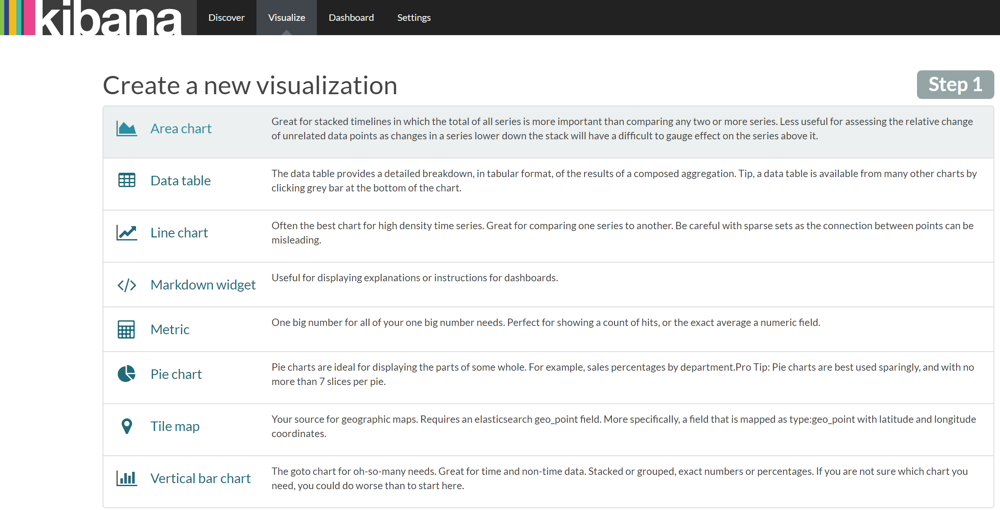 kibana
Discover
Visualize
Dashboard
Settings
Create a new visualization
Step 1
Area chart
Great for stacked timelines in which the total of all series is more important than comparing any two or more series. Less useful for assessing the relative change
of unrelated data points as changes in a series lower down the stack will have a difficult to gauge effect on the series above it.
Data table
The data table provides a detailed breakdown, in tabular format, of the results of a composed aggregation. Tip, a data table is available from many other charts by
clicking grey bar at the bottom of the chart.
Line chart
Often the best chart for high density time series. Great for comparing one series to another. Be careful with sparse sets as the connection between points can be
misleading.
Markdown widget
Useful for displaying explanations or instructions for dashboards.
Metric
One big number for all of your one big number needs. Perfect for showing a count of hits, or the exact average a numeric field.
Pie chart
Pie charts are ideal for displaying the parts of some whole. For example, sales percentages by department.Pro Tip: Pie charts are best used sparingly, and with no
more than 7 slices per pie.
Tile map
Your source for geographic maps. Requires an elasticsearch geo_point field. More specifically, a field that is mapped as type:geo_point with latitude and longitude
coordinates.
Vertical bar chart
The goto chart for oh-so-many needs. Great for time and non-time data. Stacked or grouped, exact numbers or percentages. If you are not sure which chart you
need, you could do worse than to start here.